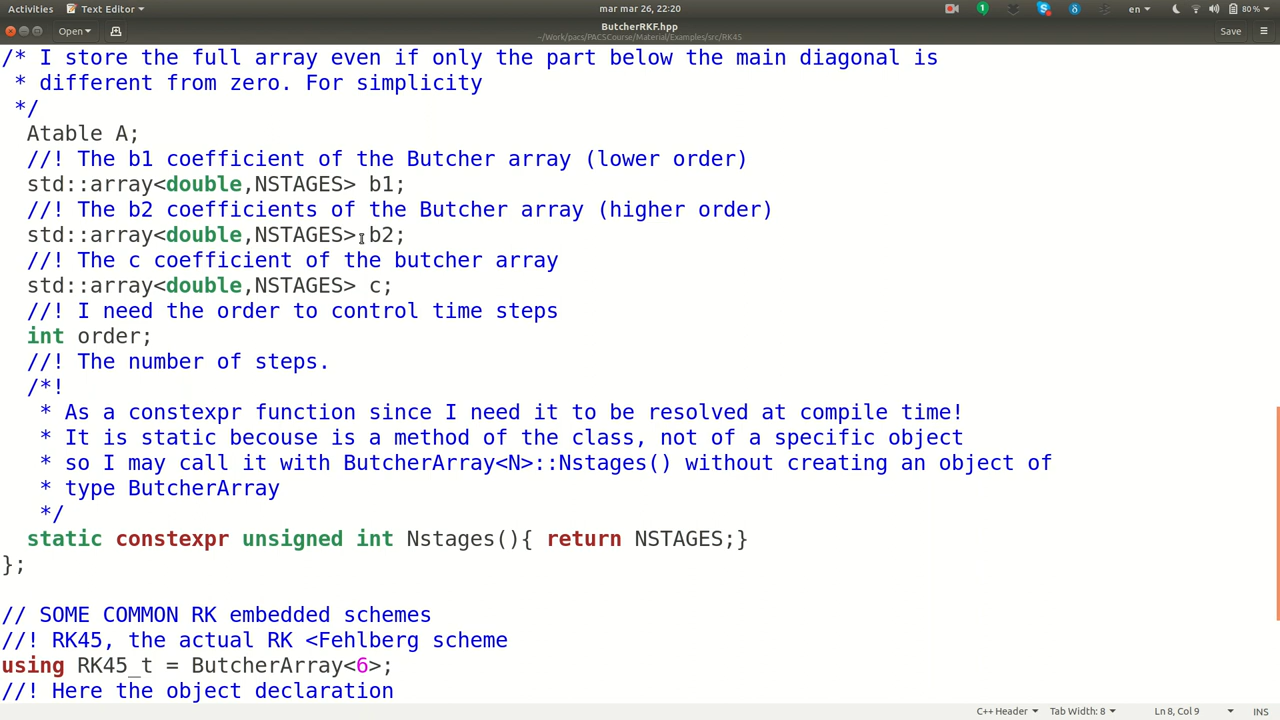 Activities Text Editor mar mar 26, 22:20 1 en 80 %
Open ButcherRKF.hpp Save
~/Work/pacs/PACSCourse/Material/Examples/src/RK45
/* I store the full array even if only the part below the main diagonal is
* different from zero. For simplicity
*/
Atable A;
//! The b1 coefficient of the Butcher array (lower order)
std::array<double,NSTAGES> b1;
//! The b2 coefficients of the Butcher array (higher order)
std::array<double,NSTAGES> b2;
//! The c coefficient of the butcher array
std::array<double,NSTAGES> c;
//! I need the order to control time steps
int order;
//! The number of steps.
/*!
* As a constexpr function since I need it to be resolved at compile time!
* It is static becouse is a method of the class, not of a specific object
* so I may call it with ButcherArray<N>::Nstages() without creating an object of
* type ButcherArray
*/
static constexpr unsigned int Nstages(){ return NSTAGES;}
};
// SOME COMMON RK embedded schemes
//! RK45, the actual RK <Fehlberg scheme
using RK45_t = ButcherArray<6>;
//! Here the object declaration
C++ Header Tab Width: 8 Ln 8, Col 9 INS